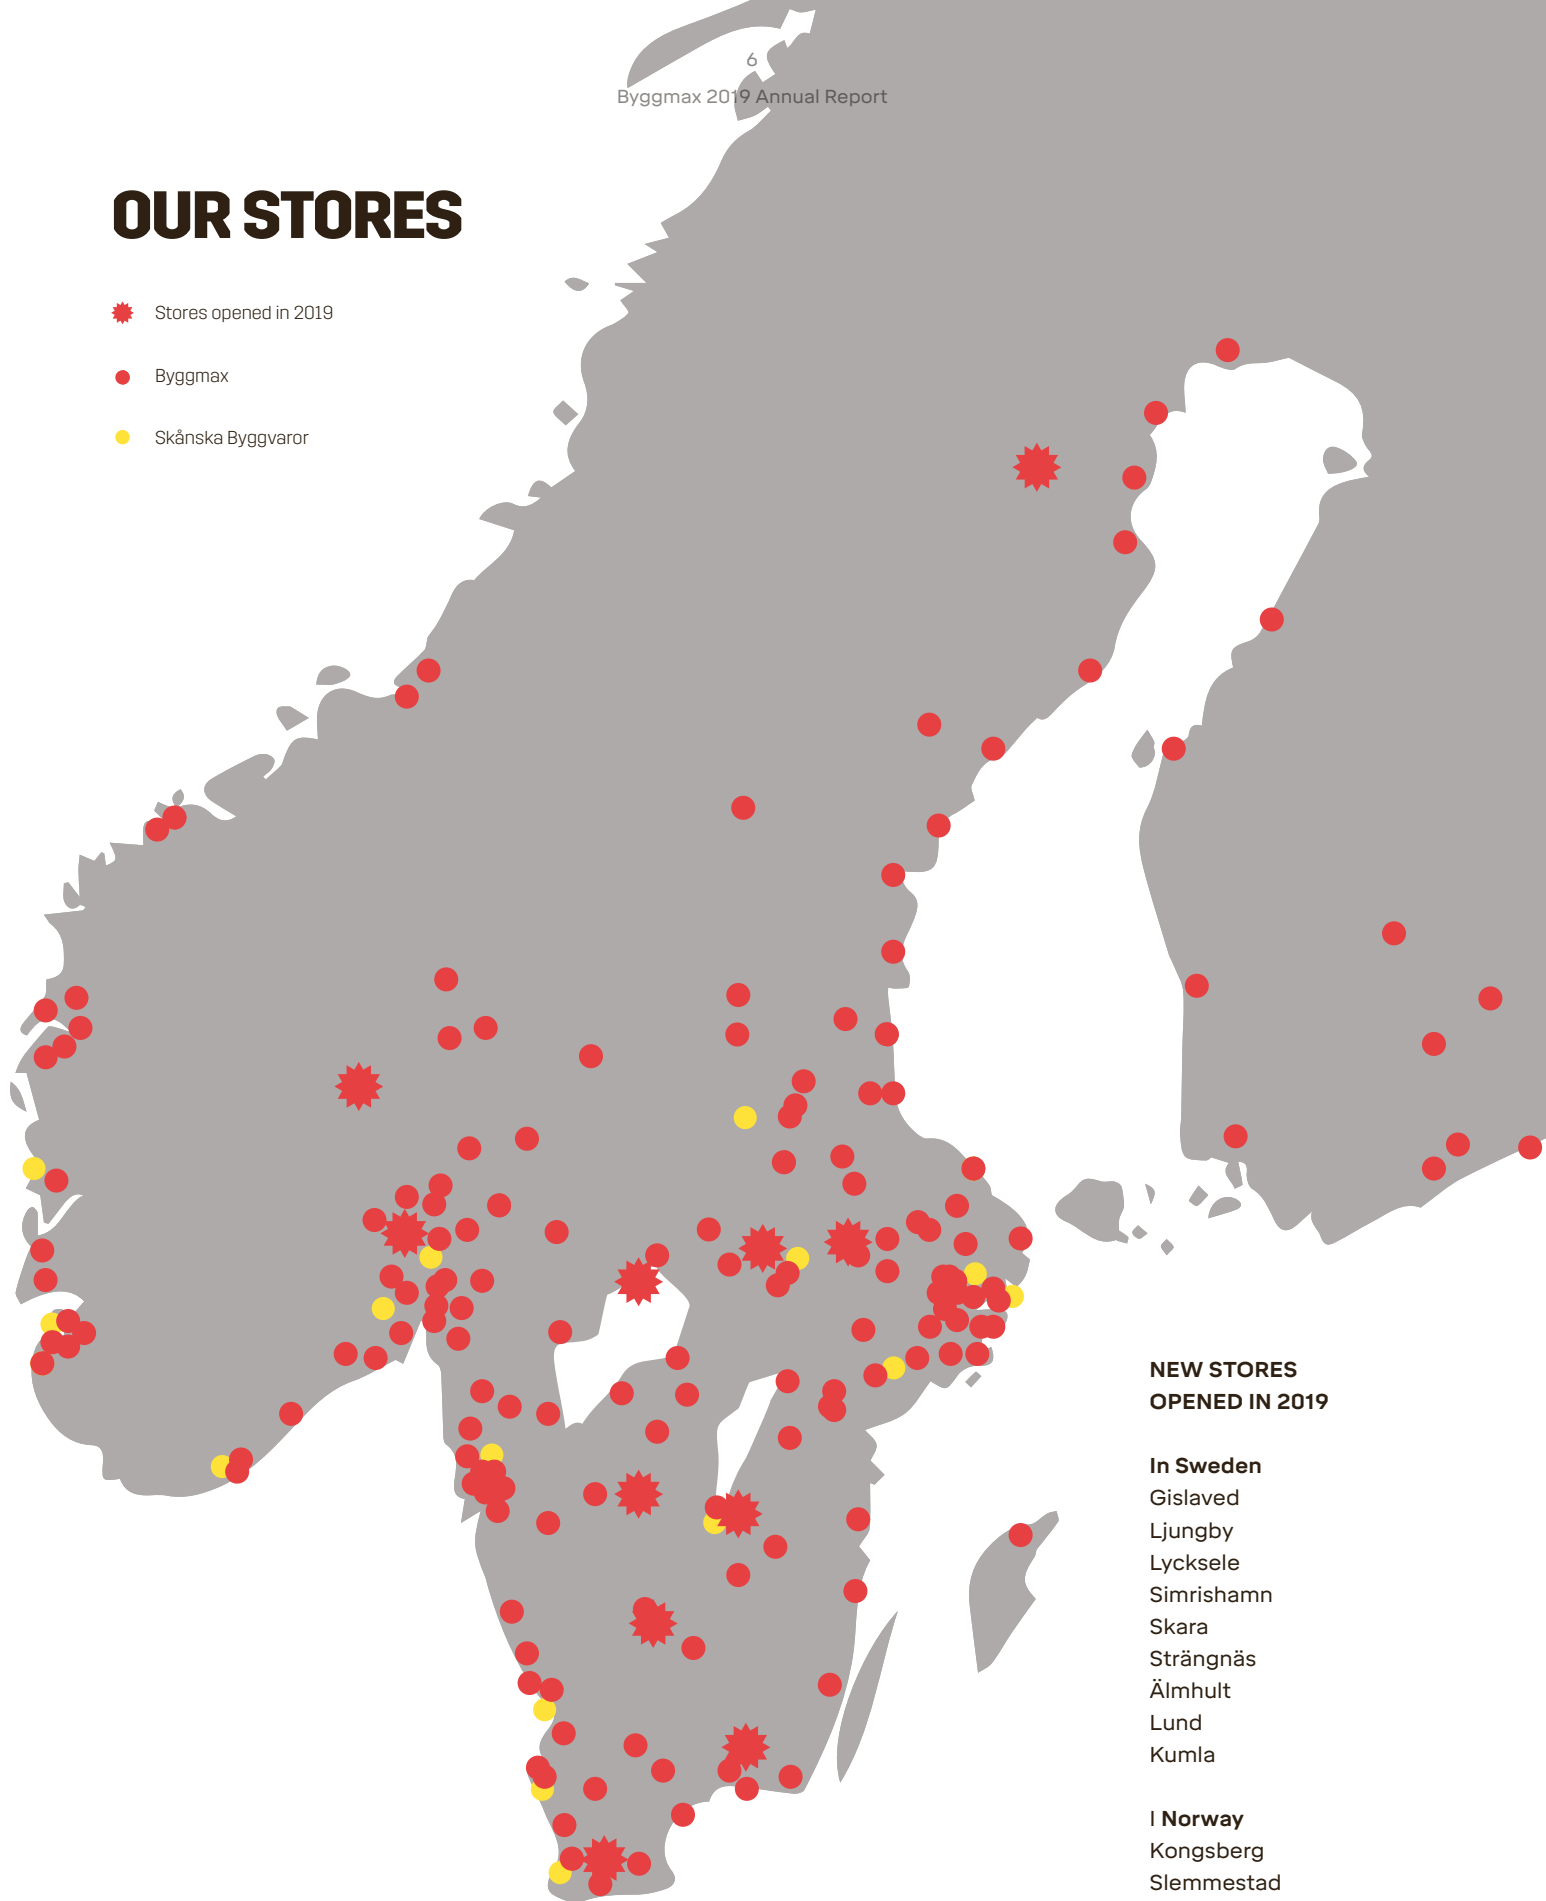 6
Byggmax 2019 Annual Report
OUR STORES
Stores opened in 2019
Byggmax
Skånska Byggvaror
NEW STORES
OPENED IN 2019
In Sweden
Gislaved
Ljungby
Lycksele
Simrishamn
Skara
Strängnäs
Älmhult
Lund
Kumla
I Norway
Kongsberg
Slemmestad